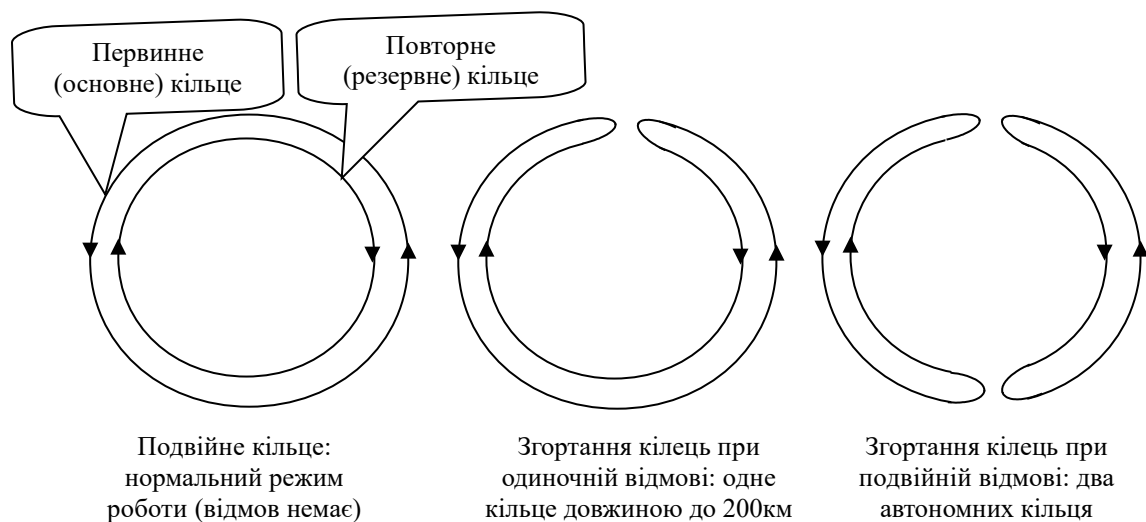 Первинне
(основне) кільце
Повторне
(резервне) кільце
Подвійне кільце:
нормальний режим
роботи (відмов немає)
Згортання кілець при
одиночній відмові: одне
кільце довжиною до 200км
Згортання кілець при
подвійній відмові: два
автономних кільця